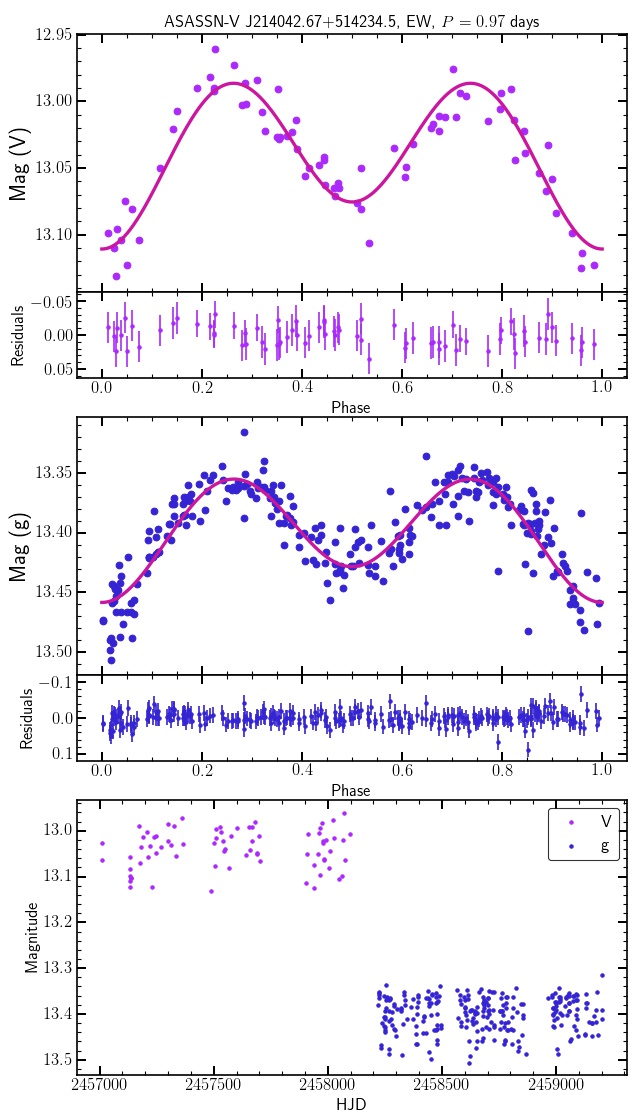 ASASSN-V J214042.67+514234.5, EW, P = 0.97 days
12.95
13.00
13.05
13.10
Mag (V)
−0.05
0.00
0.05
Residuals
0.0 0.2 0.4 0.6 0.8 1.0
Phase
13.35
13.40
13.45
13.50
Mag (g)
−0.1
0.0
0.1
Residuals
0.0 0.2 0.4 0.6 0.8 1.0
Phase
V
g
13.0
13.1
13.2
13.3
13.4
13.5
Magnitude
2457000 2457500 2458000 2458500 2459000
HJD